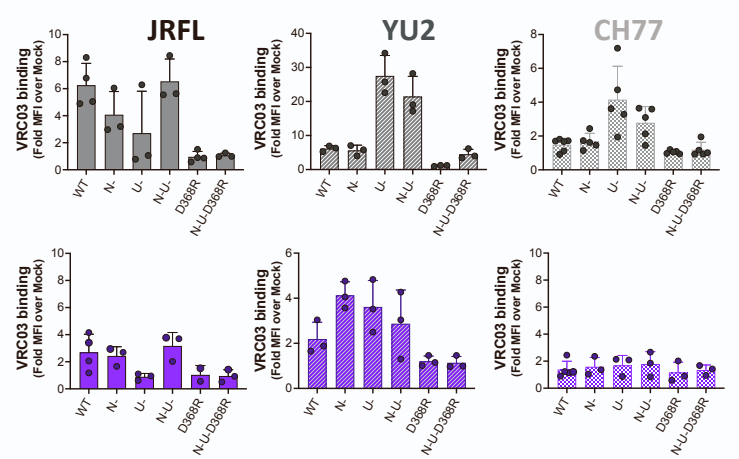 JRFL
YU2
CH77
VRC03 binding
(Fold MFI over Mock)
10
8
6
4
2
0
WT
N-
U-
N-U-
D368R
N-U-D368R
VRC03 binding
(Fold MFI over Mock)
40
30
20
10
0
WT
N-
U-
N-U-
D368R
N-U-D368R
VRC03 binding
(Fold MFI over Mock)
8
6
4
2
0
WT
N-
U-
N-U-
D368R
N-U-D368R
VRC03 binding
(Fold MFI over Mock)
10
8
6
4
2
0
WT
N-
U-
N-U-
D368R
N-U-D368R
VRC03 binding
(Fold MFI over Mock)
6
4
2
0
WT
N-
U-
N-U-
D368R
N-U-D368R
VRC03 binding
(Fold MFI over Mock)
10
8
6
4
2
0
WT
N-
U-
N-U-
D368R
N-U-D368R